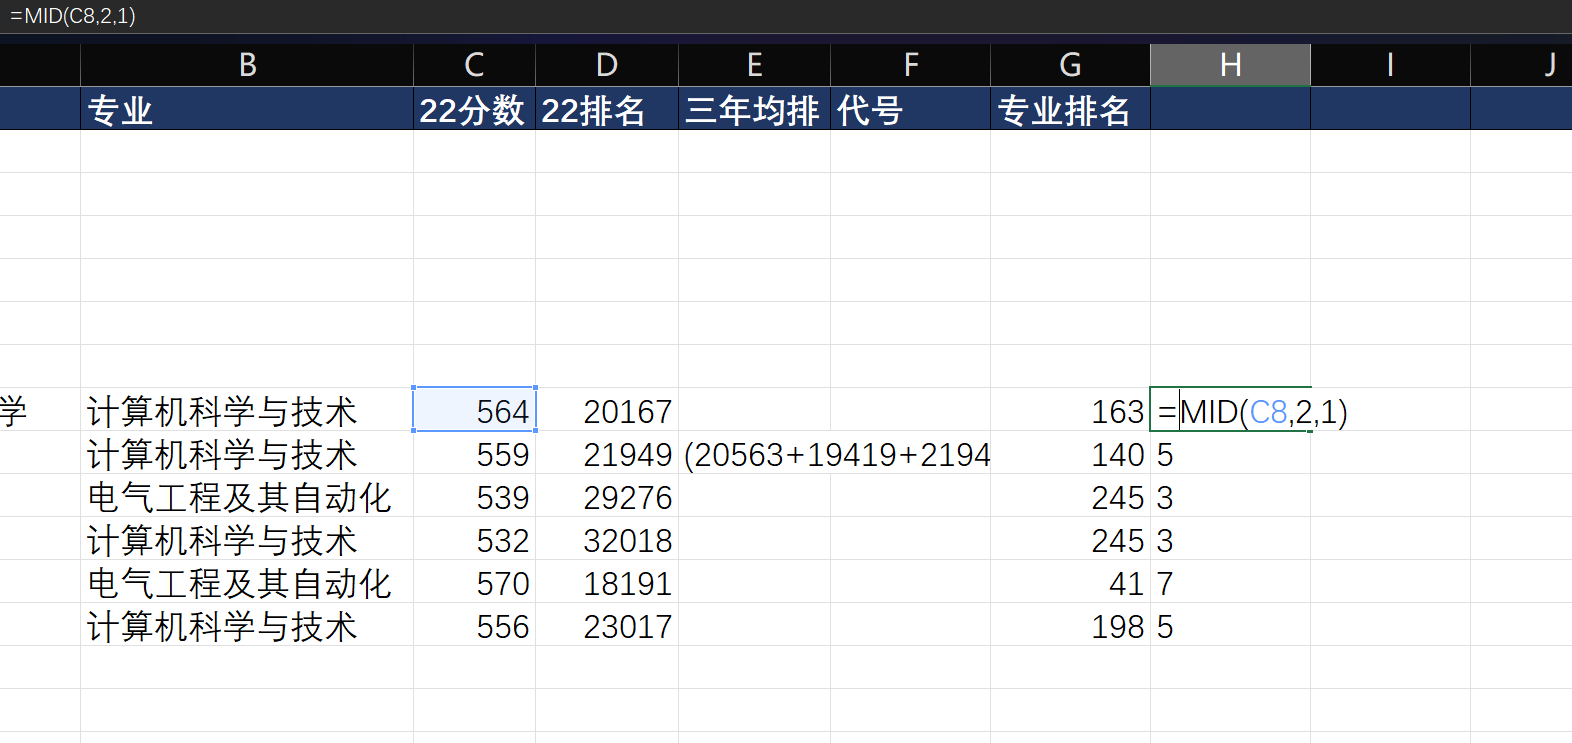 =MID(C8,2,1)
B C D E F G H I J
专业 22分数 22排名 三年均排 代号 专业排名
学 计算机科学与技术 564 20167 163 =MID(C8,2,1)
计算机科学与技术 559 21949 (20563+19419+2194 140 5
电气工程及其自动化 539 29276 245 3
计算机科学与技术 532 32018 245 3
电气工程及其自动化 570 18191 41 7
计算机科学与技术 556 23017 198 5